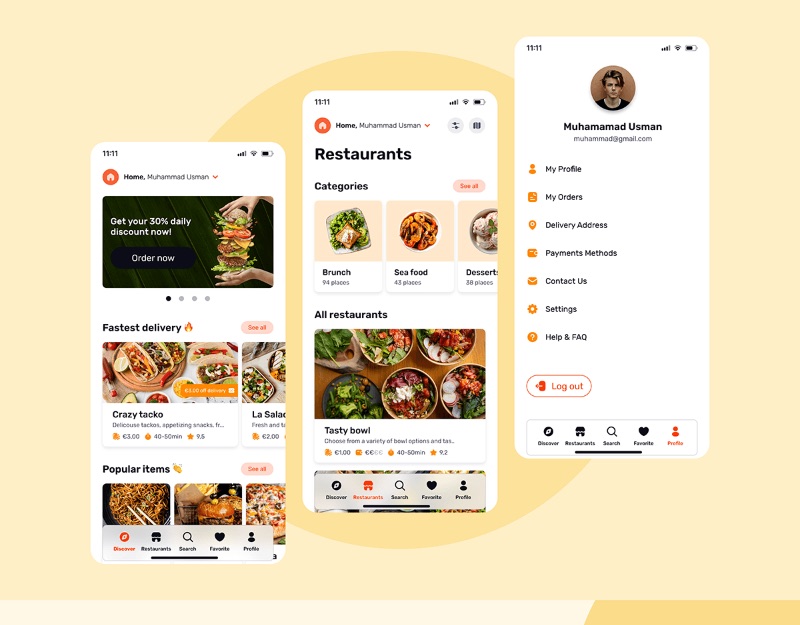 11:11
Home, Muhammad Usman
Get your 30% daily
discount now!
Order now
Fastest delivery
See all
€3.00 off delivery
Crazy tacko
Delicouse tackos, appetizing snacks, fr...
€3,00
40-50min
9.5
La Salad
Fresh and ta
€2,00
Popular items
See all
Discover
Restaurants
Search
Favorite
Profile
11:11
Home, Muhammad Usman
Restaurants
Categories
See all
Brunch
94 places
Sea food
43 places
Desserts
38 places
All restaurants
Tasty bowl
Choose from a variety of bowl options and tas..
€1,00
€€€€
40-50min
9.2
Discover
Restaurants
Search
Favorite
Profile
11:11
Muhamamad Usman
muhammad@gmail.com
My Profile
My Orders
Delivery Address
Payments Methods
Contact Us
Settings
Help & FAQ
Log out
Discover
Restaurants
Search
Favorite
Profile